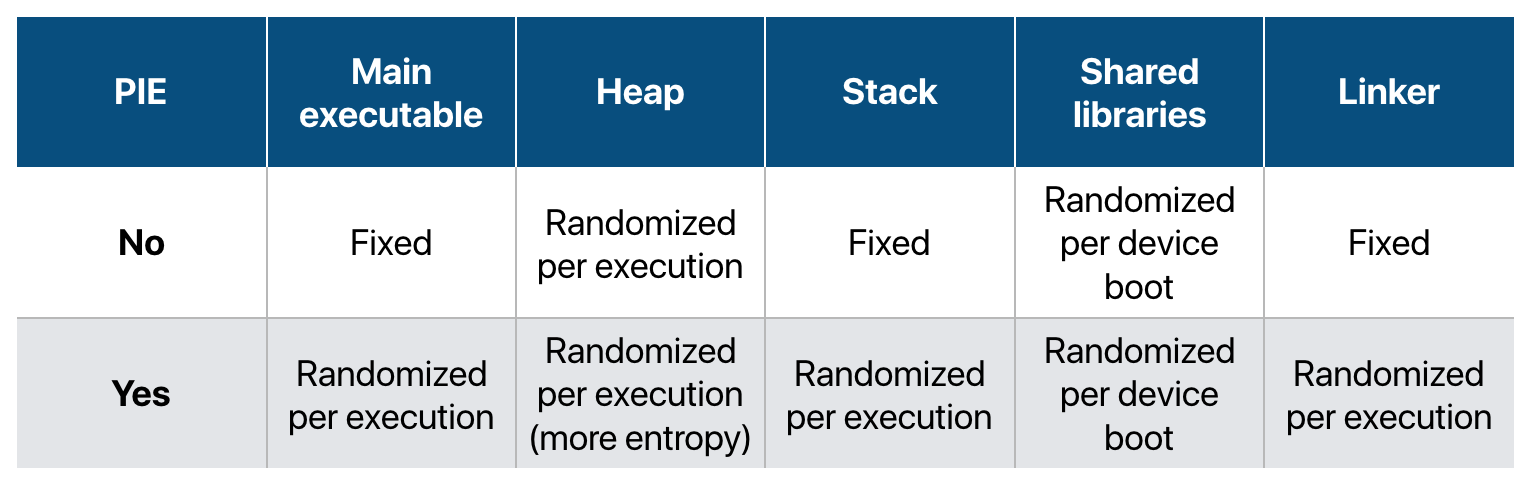 PIE
Main
executable
Heap
Stack
Shared
libraries
Linker
No
Fixed
Randomized
per execution
Fixed
Randomized
per device
boot
Fixed
Yes
Randomized
per execution
Randomized
per execution
(more entropy)
Randomized
per execution
Randomized
per device
boot
Randomized
per execution